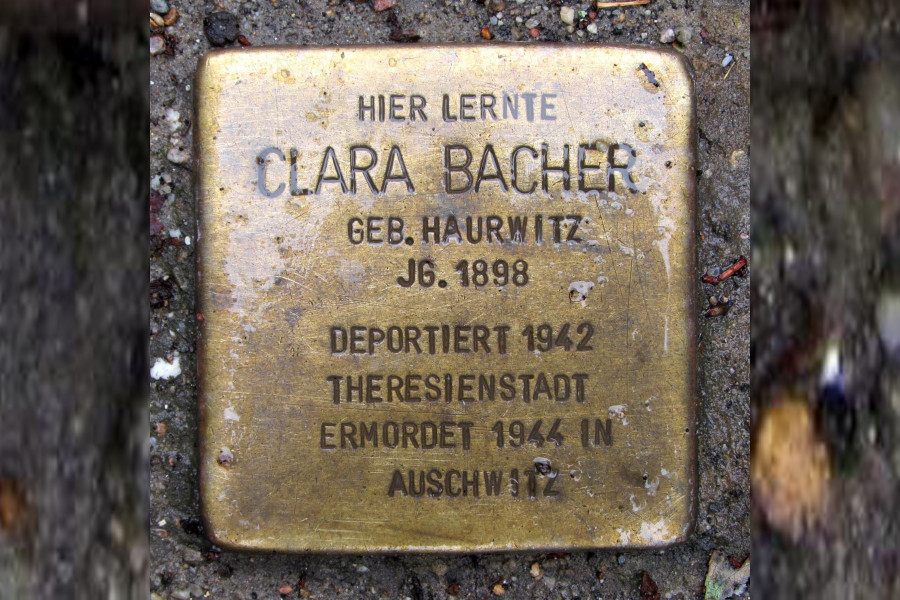 HIER LERNTE
CLARA BACHER
GEB. HAURWITZ
JG. 1898
DEPORTIERT 1942
THERESIENSTADT
ERMORDET 1944 IN
AUSCHWITZ